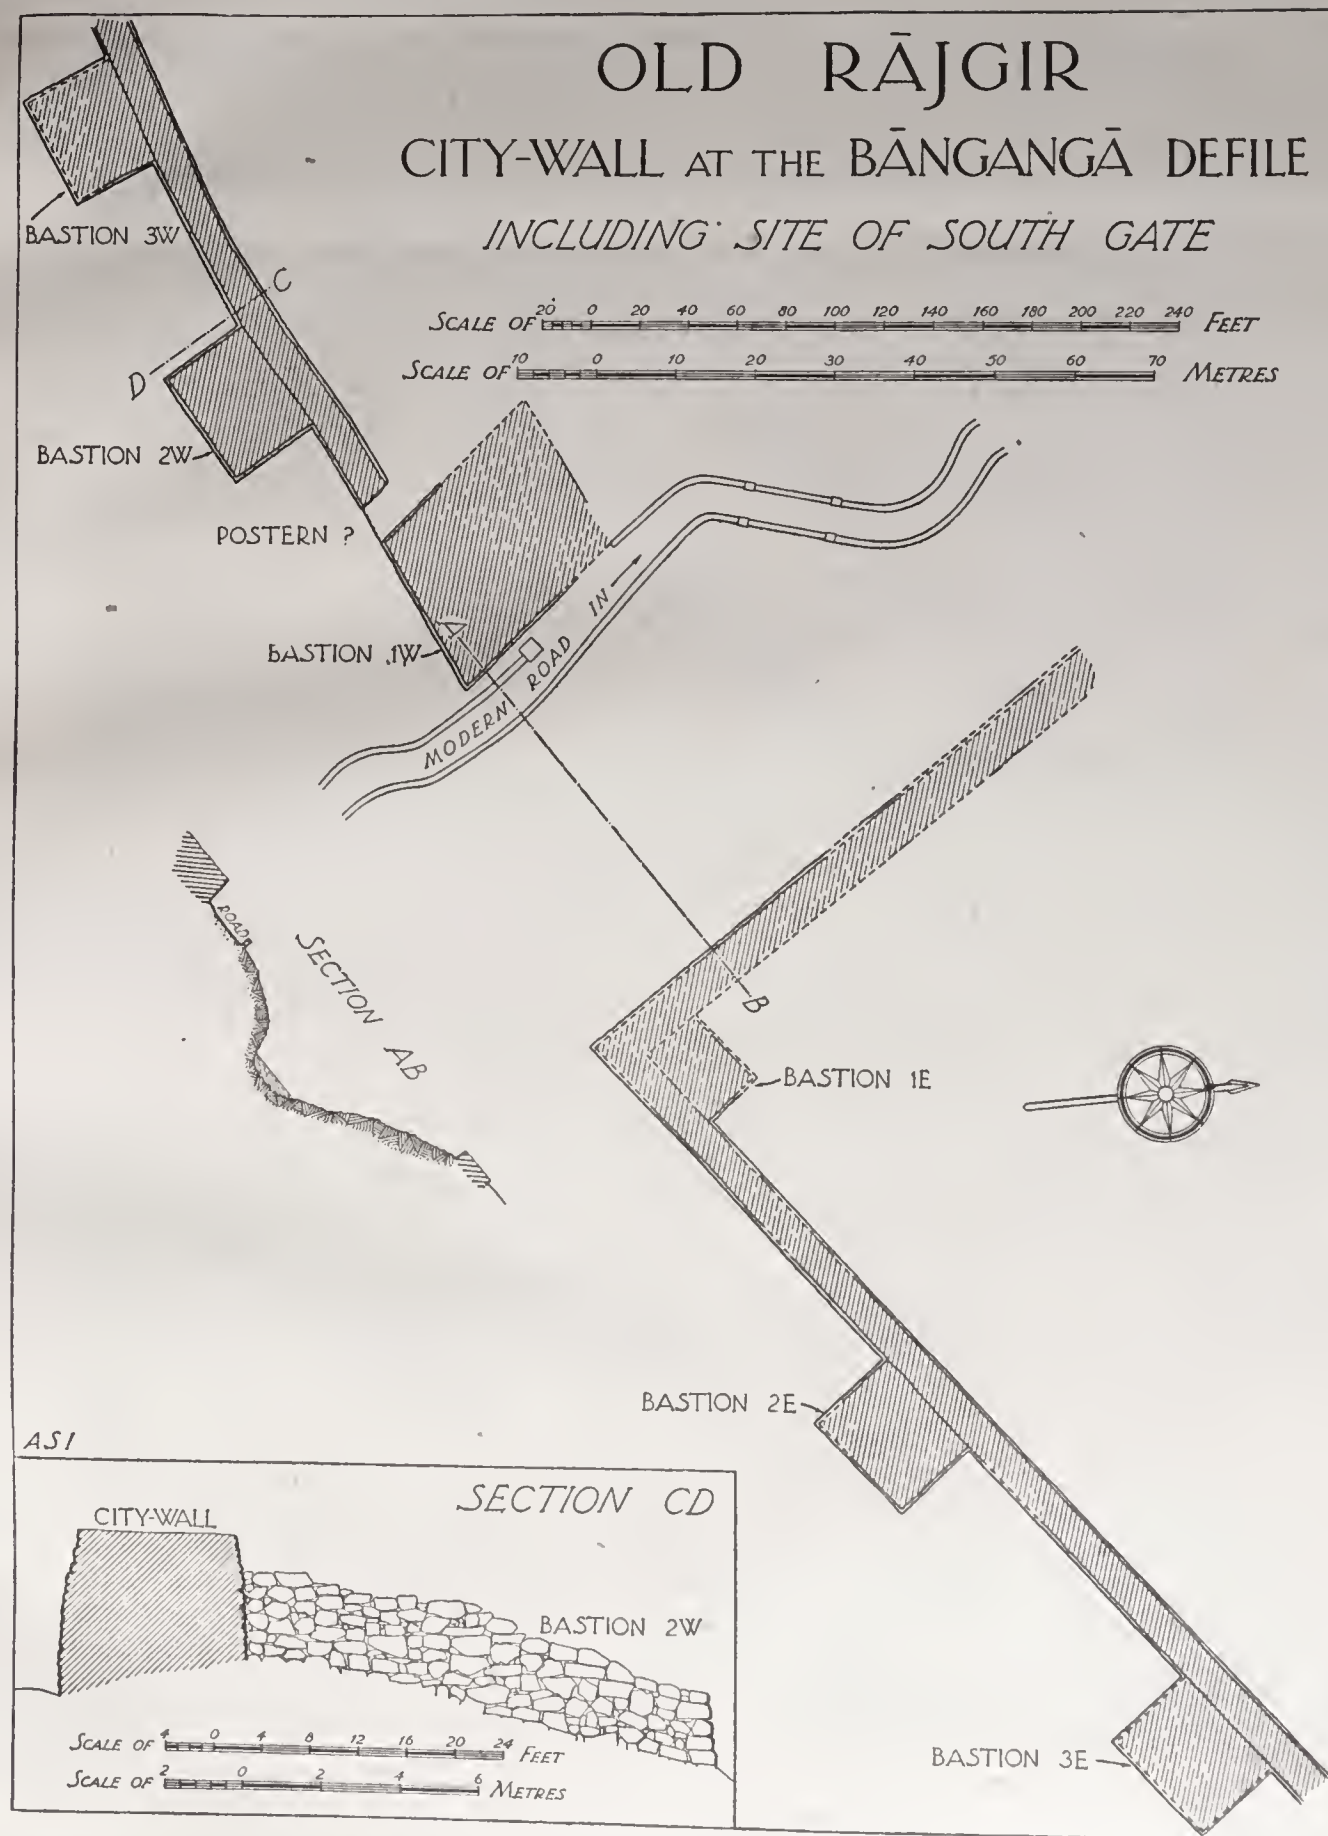 OLD RĀJGIR
CITY-WALL AT THE BĀNGANGĀ DEFILE
INCLUDING SITE OF SOUTH GATE
SCALE OF 20 0 20 40 60 80 100 120 140 160 180 200 220 240 FEET
SCALE OF 10 0 10 20 30 40 50 60 70 METRES
BASTION 3W
C
D
BASTION 2W
POSTERN ?
A
BASTION 1W
MODERN ROAD IN
ROAD
SECTION AB
B
BASTION 1E
BASTION 2E
BASTION 3E
ASI
SECTION CD
CITY-WALL
BASTION 2W
SCALE OF 4 0 4 8 12 16 20 24 FEET
SCALE OF 2 0 2 4 6 METRES